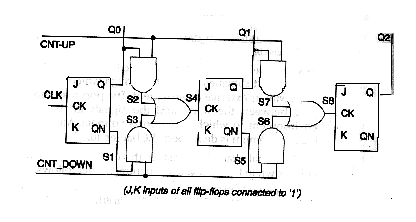 Q0 Q1 Q2
CNT-UP
J Q J Q J Q
CLK S2 S4 S7 S8
CK CK CK
S3 S6
K QN K QN K QN
S1 S5
CNT_DOWN
(J,K Inputs of all flip-flops connected to '1')